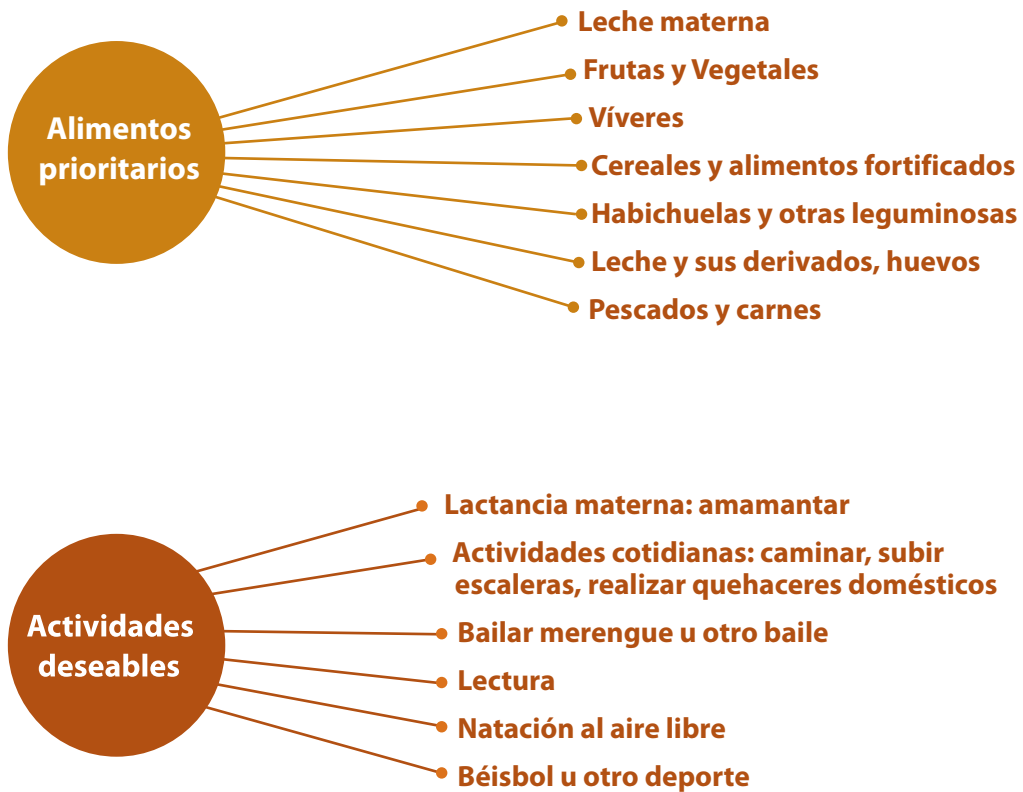 Alimentos
prioritarios
Leche materna
Frutas y Vegetales
Víveres
Cereales y alimentos fortificados
Habichuelas y otras leguminosas
Leche y sus derivados, huevos
Pescados y carnes
Actividades
deseables
Lactancia materna: amamantar
Actividades cotidianas: caminar, subir
escaleras, realizar quehaceres domésticos
Bailar merengue u otro baile
Lectura
Natación al aire libre
Béisbol u otro deporte